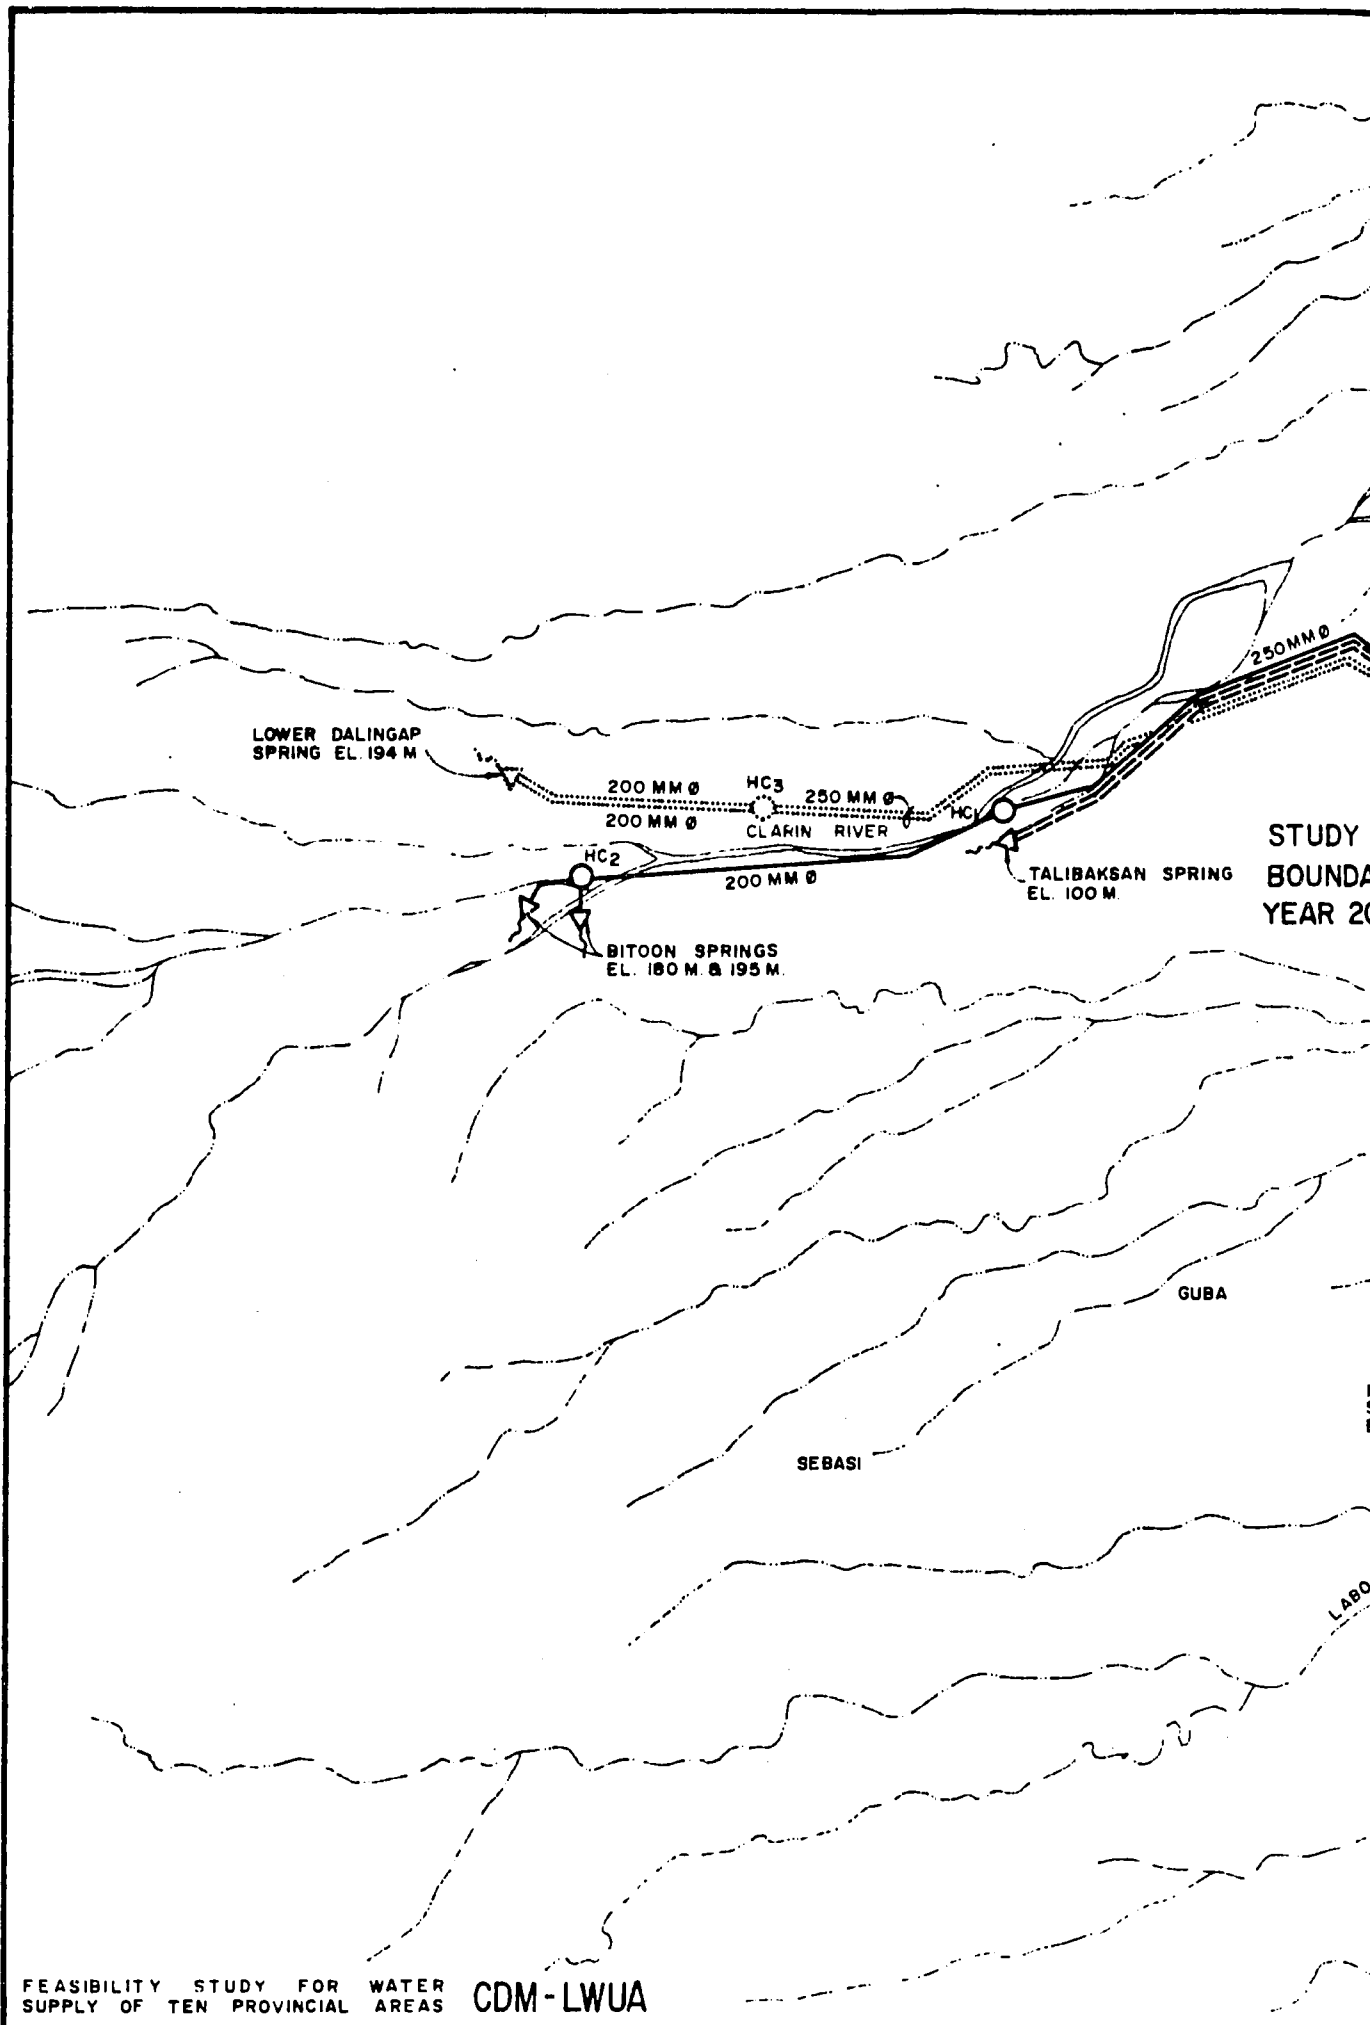 250 MM Ø
LOWER DALINGAP
SPRING EL. 194 M
200 MM Ø
HC3
250 MM Ø
200 MM Ø
CLARIN RIVER
HC1
HC2
200 MM Ø
TALIBAKSAN SPRING
EL. 100 M.
STUDY
BOUNDA
YEAR 20
BITOON SPRINGS
EL. 180 M. & 195 M.
GUBA
SEBASI
LABO
FEASIBILITY STUDY FOR WATER
SUPPLY OF TEN PROVINCIAL AREAS
CDM-LWUA